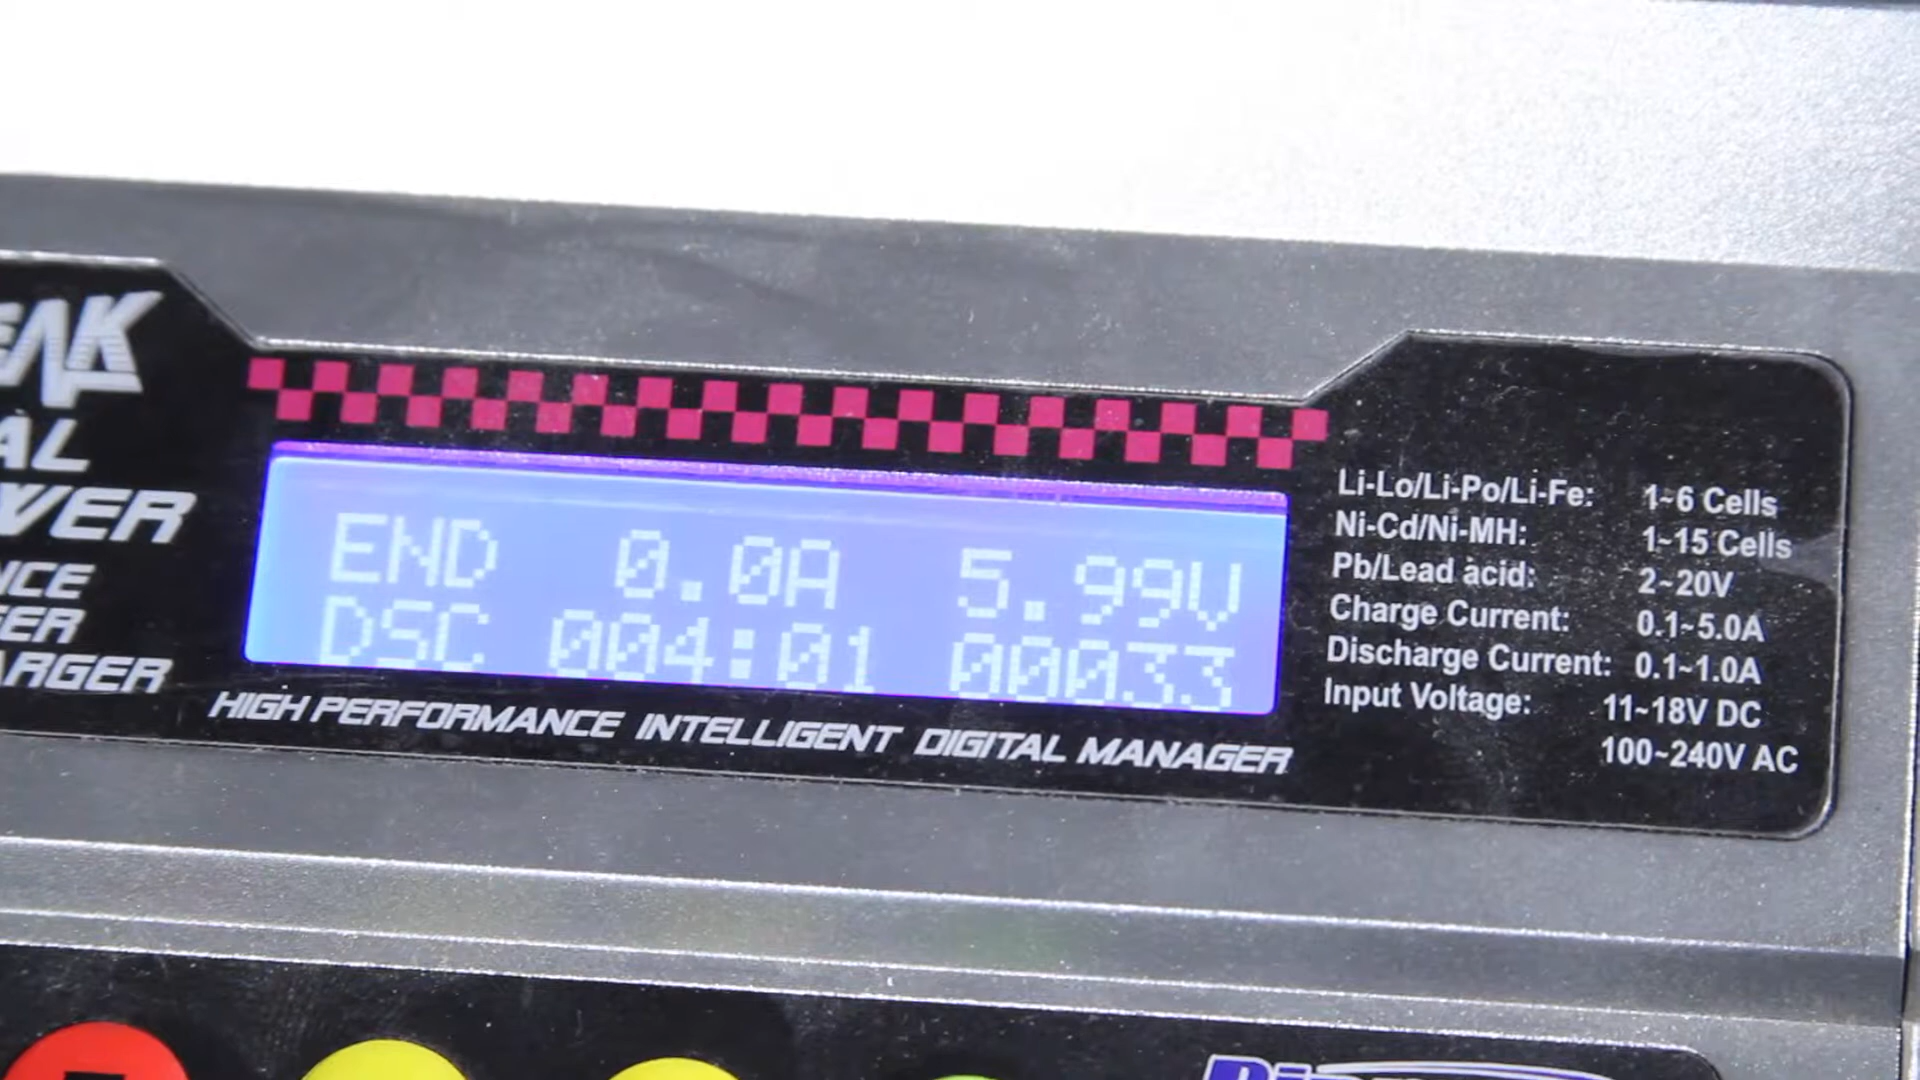 END 0.0A 5.99V
DSC 004:01 00033
HIGH PERFORMANCE INTELLIGENT DIGITAL MANAGER
Li-Lo/Li-Po/Li-Fe: 1~6 Cells
Ni-Cd/Ni-MH: 1~15 Cells
Pb/Lead acid: 2~20V
Charge Current: 0.1~5.0A
Discharge Current: 0.1~1.0A
Input Voltage: 11~18V DC
100~240V AC